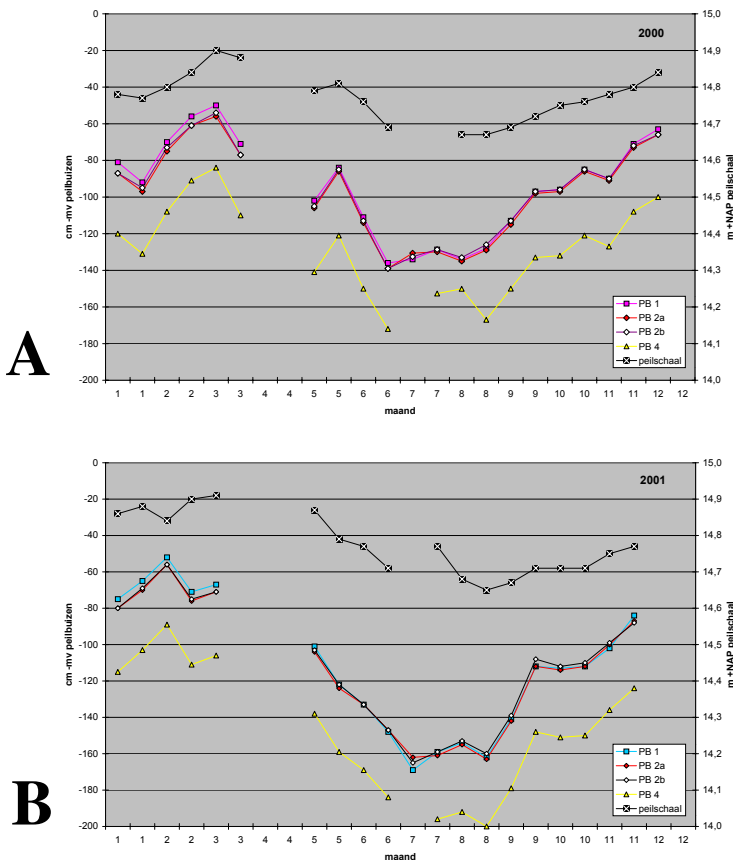 A
2000
cm -mv peilbuizen
0
-20
-40
-60
-80
-100
-120
-140
-160
-180
-200
15,0
14,9
14,8
14,7
14,6
14,5
14,4
14,3
14,2
14,1
14,0
m +NAP peilschaal
PB 1
PB 2a
PB 2b
PB 4
peilschaal
1 1 2 2 3 3 4 4 5 5 6 6 7 7 8 8 9 9 10 10 11 11 12 12
maand
B
2001
cm -mv peilbuizen
0
-20
-40
-60
-80
-100
-120
-140
-160
-180
-200
15,0
14,9
14,8
14,7
14,6
14,5
14,4
14,3
14,2
14,1
14,0
m +NAP peilschaal
PB 1
PB 2a
PB 2b
PB 4
peilschaal
1 1 2 2 3 3 4 4 5 5 6 6 7 7 8 8 9 9 10 10 11 11 12 12
maand